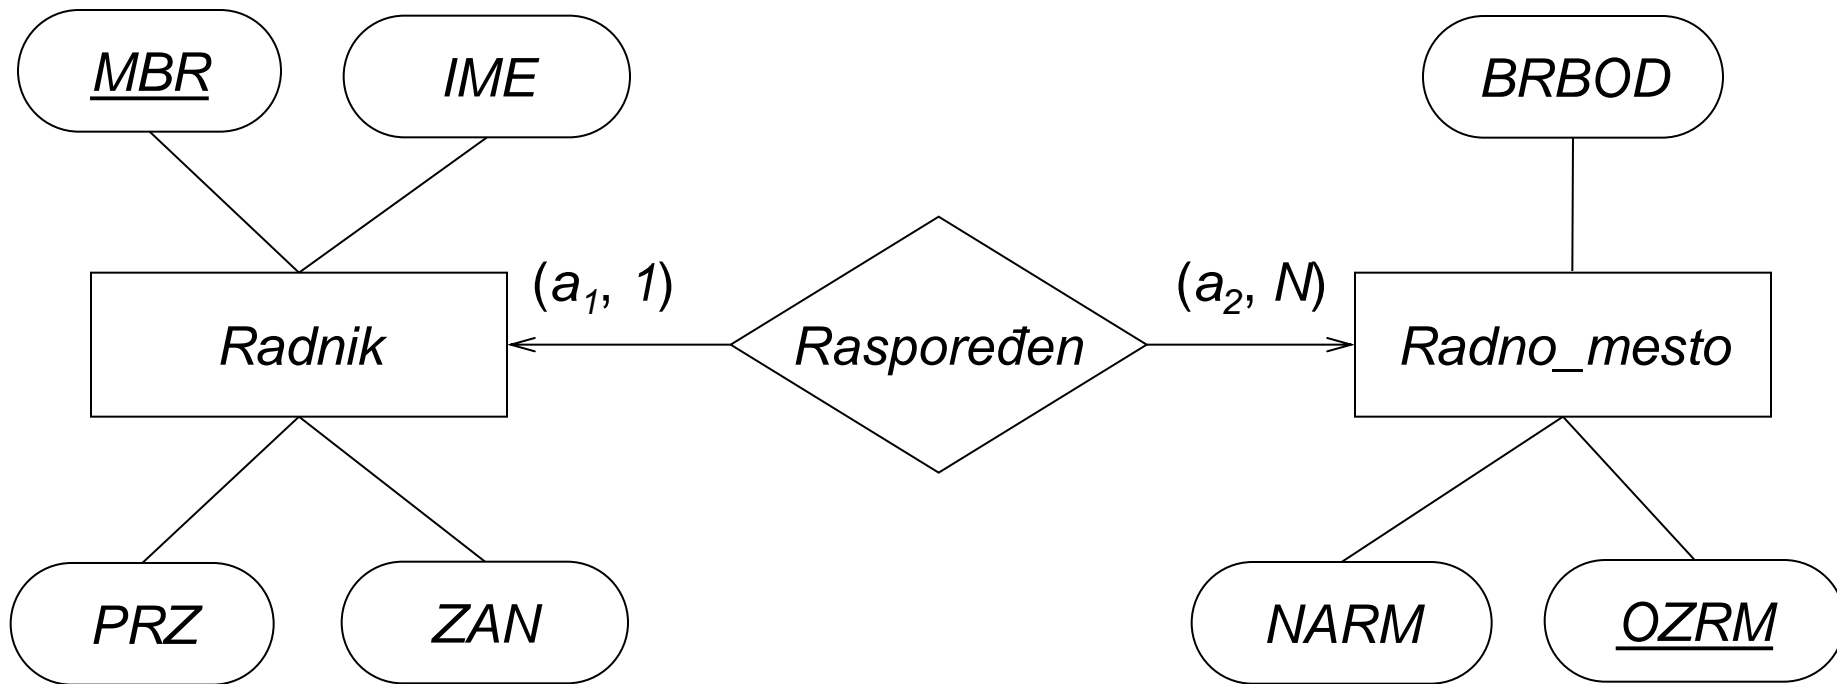 MBR
IME
BRBOD
(a₁, 1)
(a₂, N)
Radnik
Raspoređen
Radno_mesto
PRZ
ZAN
NARM
OZRM